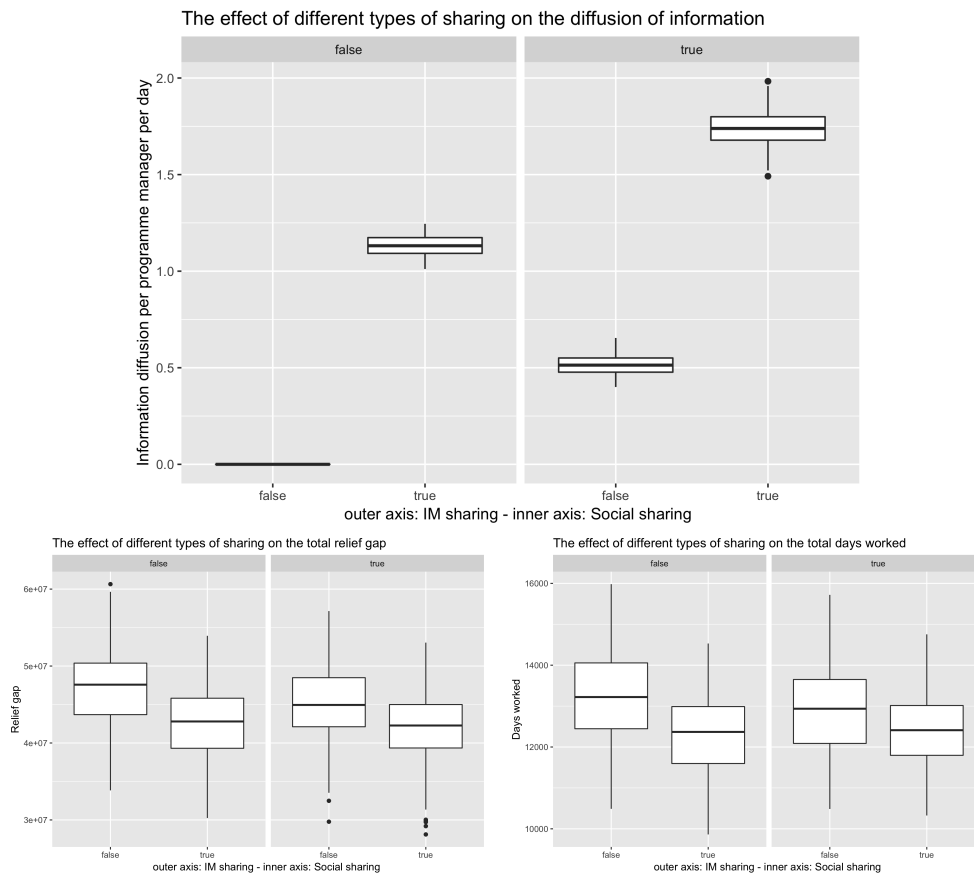 The effect of different types of sharing on the diffusion of information
false true
Information diffusion per programme manager per day
2.0
1.5
1.0
0.5
0.0
false true false true
outer axis: IM sharing - inner axis: Social sharing
The effect of different types of sharing on the total relief gap
false true
Relief gap
6e+07
5e+07
4e+07
3e+07
false true false true
outer axis: IM sharing - inner axis: Social sharing
The effect of different types of sharing on the total days worked
false true
Days worked
16000
14000
12000
10000
false true false true
outer axis: IM sharing - inner axis: Social sharing